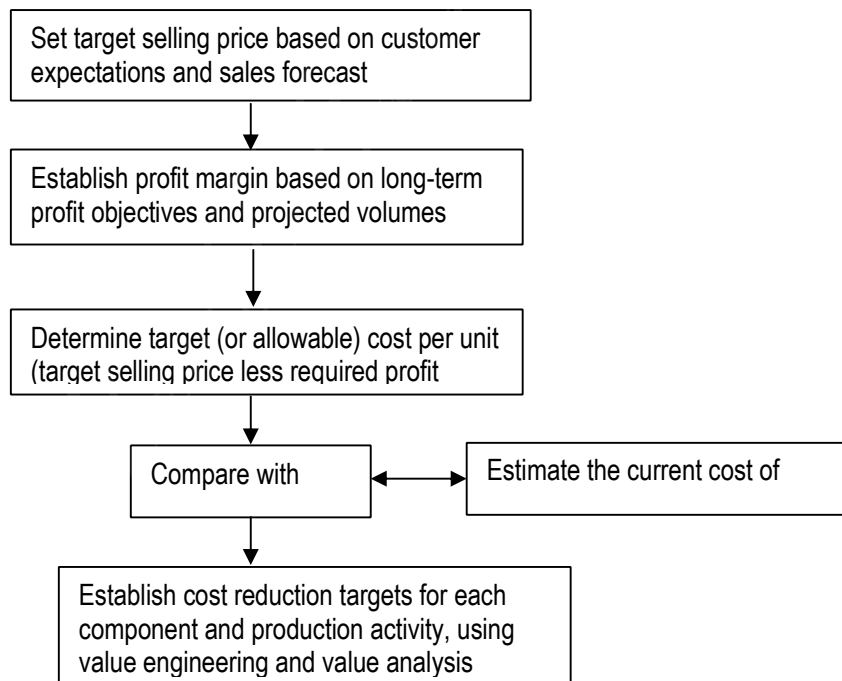 Set target selling price based on customer
expectations and sales forecast
Establish profit margin based on long-term
profit objectives and projected volumes
Determine target (or allowable) cost per unit
(target selling price less required profit
Compare with
Estimate the current cost of
Establish cost reduction targets for each
component and production activity, using
value engineering and value analysis